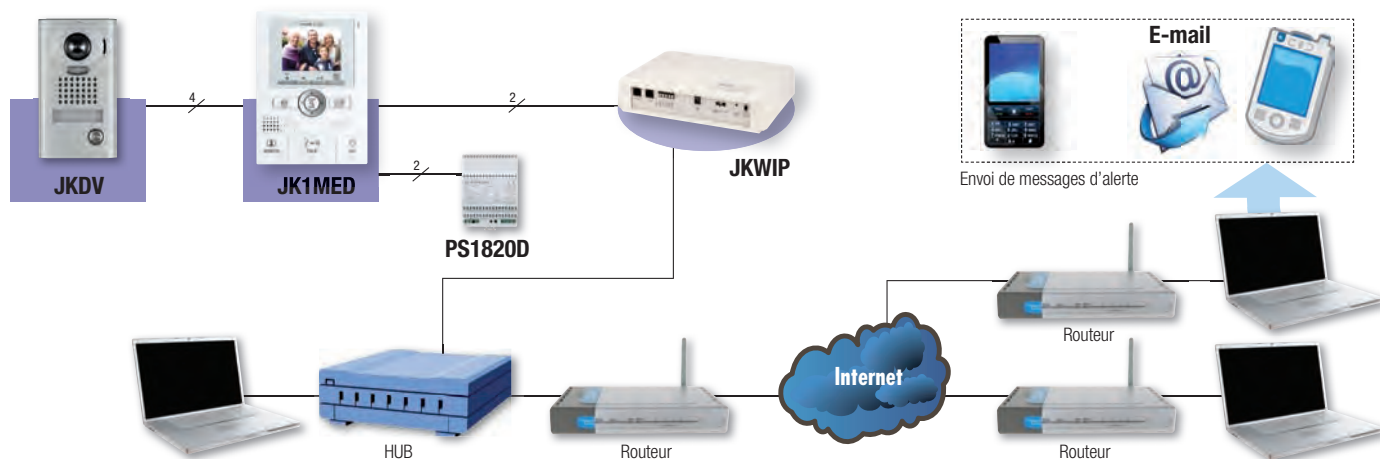 E-mail
4
2
JKDV
JK1MED
JKWIP
Envoi de messages d'alerte
2
PS1820D
Routeur
Internet
HUB
Routeur
Routeur